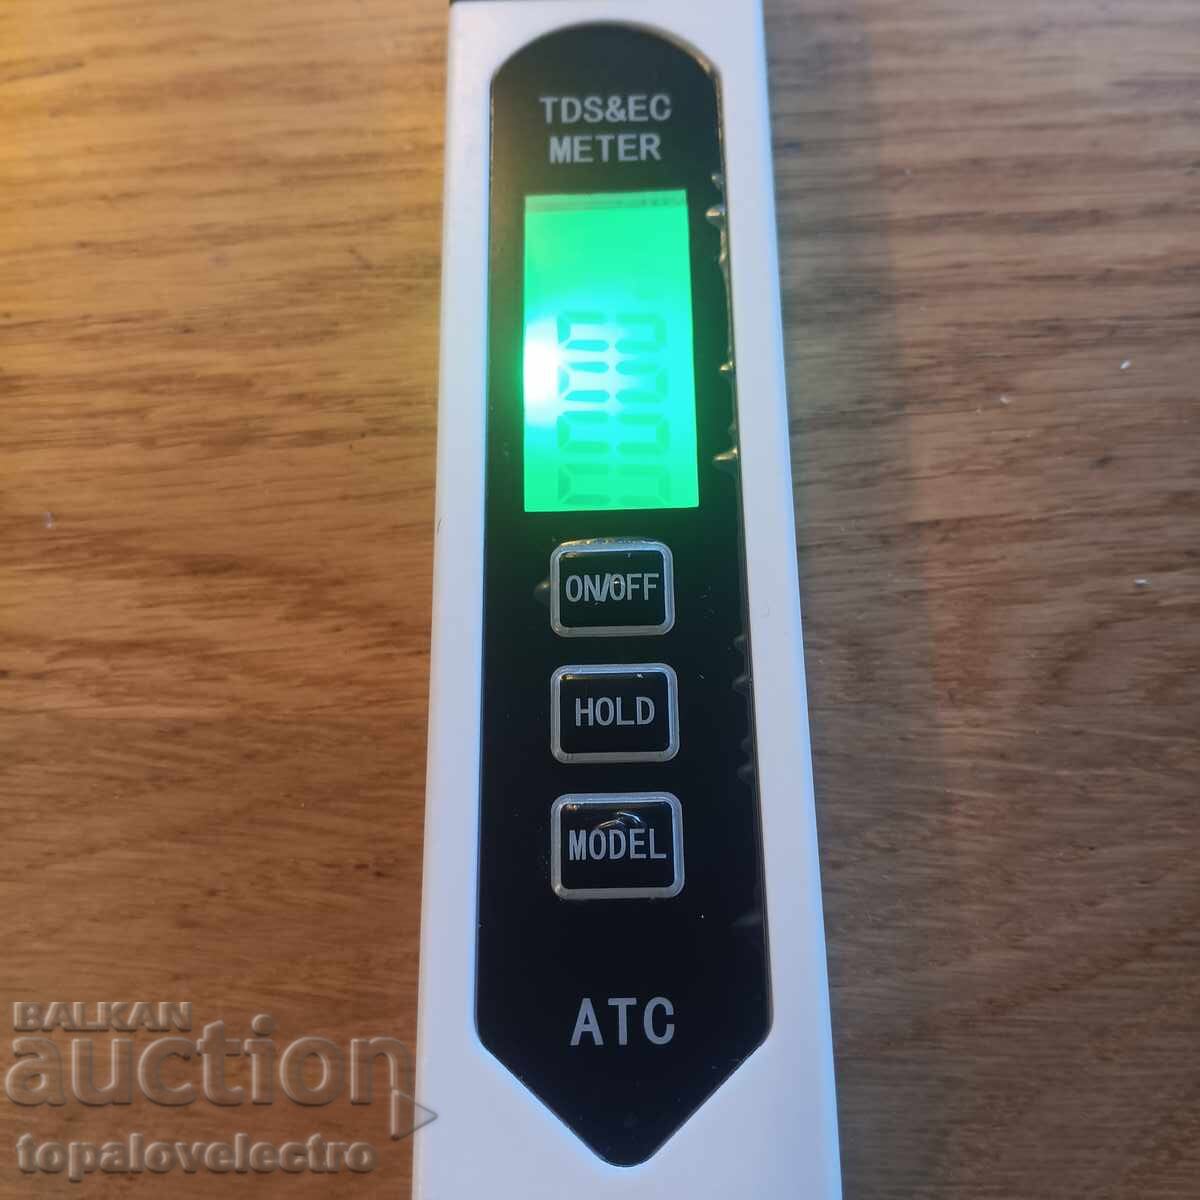 TDS&EC
METER
ON/OFF
HOLD
MODEL
ATC
BALKAN
auction
topalovelectro